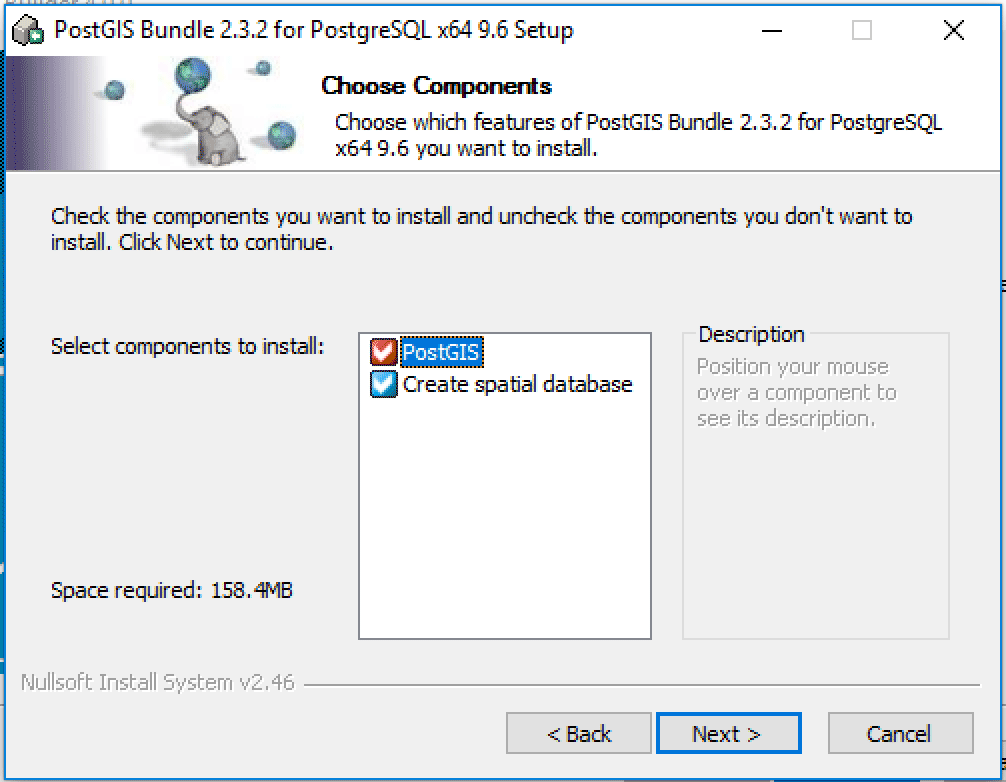 PostGIS Bundle 2.3.2 for PostgreSQL x64 9.6 Setup
Choose Components
Choose which features of PostGIS Bundle 2.3.2 for PostgreSQL
x64 9.6 you want to install.
Check the components you want to install and uncheck the components you don't want to
install. Click Next to continue.
Select components to install:
PostGIS
Create spatial database
Description
Position your mouse
over a component to
see its description.
Space required: 158.4MB
Nullsoft Install System v2.46
< Back
Next >
Cancel